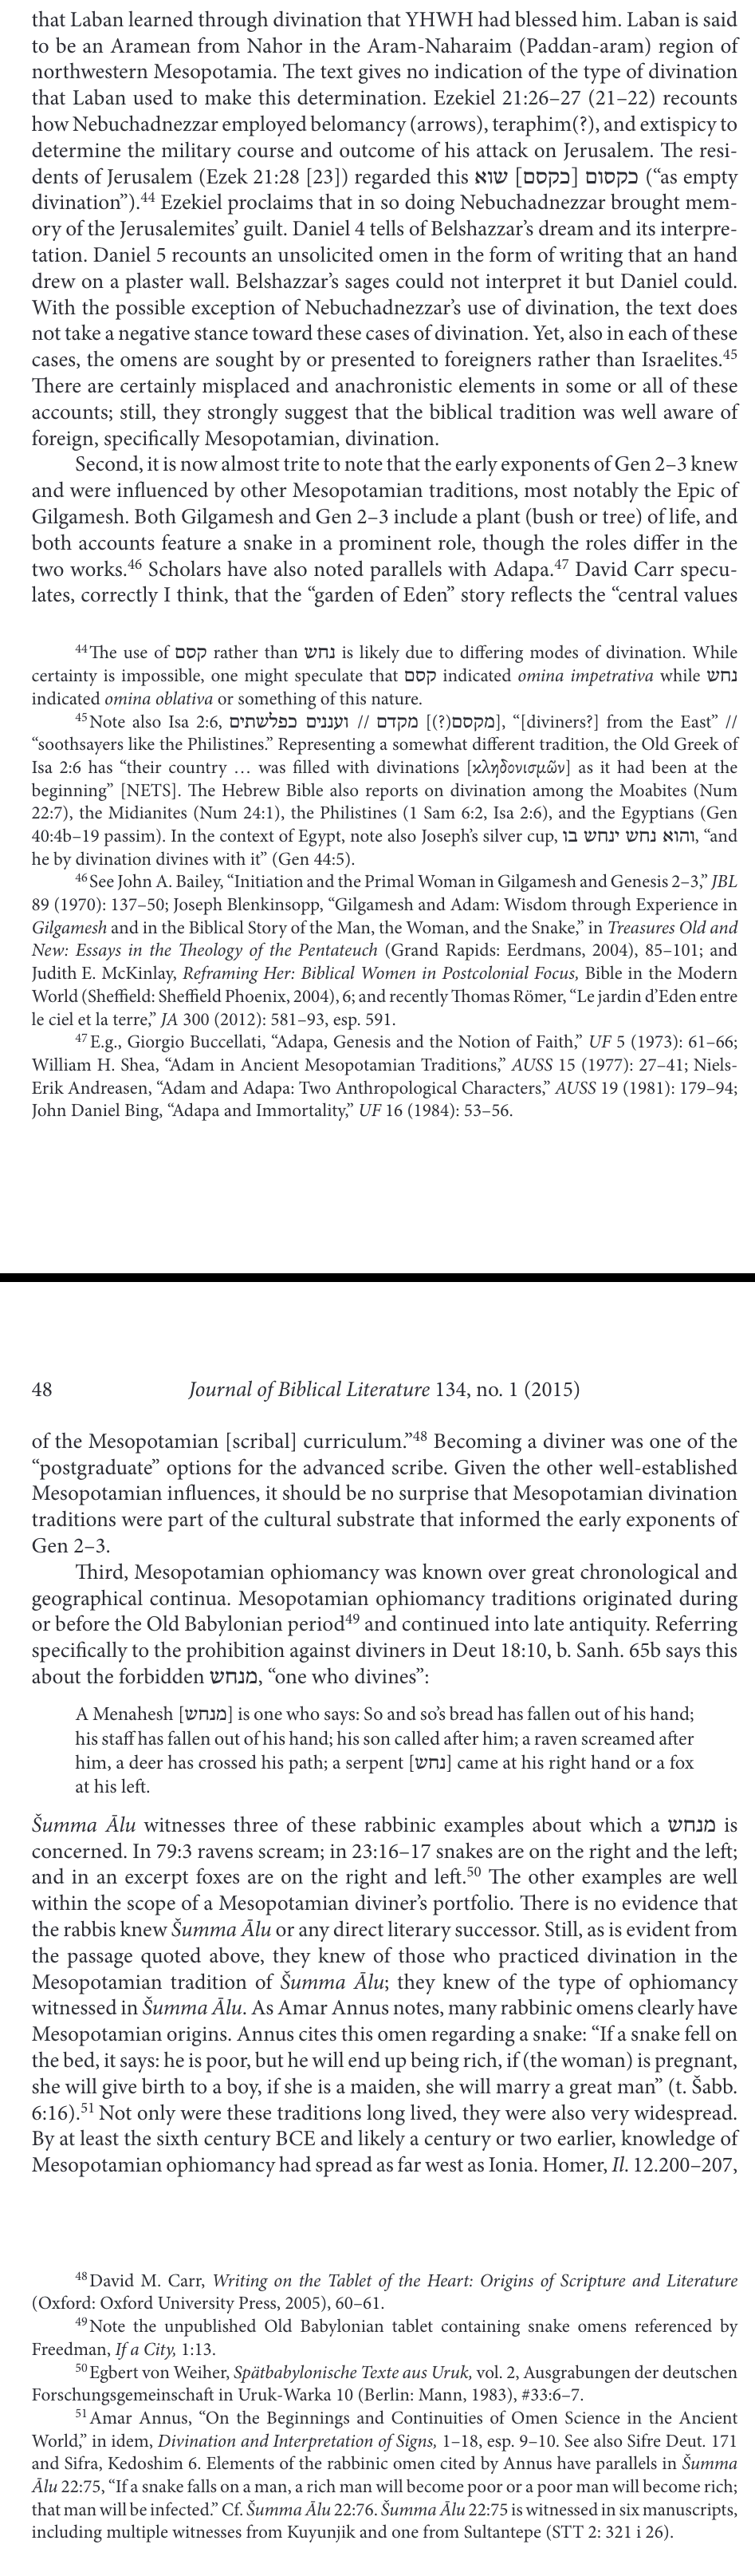 that Laban learned through divination that YHWH had blessed him. Laban is said
to be an Aramean from Nahor in the Aram-Naharaim (Paddan-aram) region of
northwestern Mesopotamia. The text gives no indication of the type of divination
that Laban used to make this determination. Ezekiel 21:26–27 (21–22) recounts
how Nebuchadnezzar employed belomancy (arrows), teraphim(?), and extispicy to
determine the military course and outcome of his attack on Jerusalem. The resi-
dents of Jerusalem (Ezek 21:28 [23]) regarded this כקסום [כקסם] שוא (“as empty
divination”).44 Ezekiel proclaims that in so doing Nebuchadnezzar brought mem-
ory of the Jerusalemites’ guilt. Daniel 4 tells of Belshazzar’s dream and its interpre-
tation. Daniel 5 recounts an unsolicited omen in the form of writing that an hand
drew on a plaster wall. Belshazzar’s sages could not interpret it but Daniel could.
With the possible exception of Nebuchadnezzar’s use of divination, the text does
not take a negative stance toward these cases of divination. Yet, also in each of these
cases, the omens are sought by or presented to foreigners rather than Israelites.45
There are certainly misplaced and anachronistic elements in some or all of these
accounts; still, they strongly suggest that the biblical tradition was well aware of
foreign, specifically Mesopotamian, divination.
Second, it is now almost trite to note that the early exponents of Gen 2–3 knew
and were influenced by other Mesopotamian traditions, most notably the Epic of
Gilgamesh. Both Gilgamesh and Gen 2–3 include a plant (bush or tree) of life, and
both accounts feature a snake in a prominent role, though the roles differ in the
two works.46 Scholars have also noted parallels with Adapa.47 David Carr specu-
lates, correctly I think, that the “garden of Eden” story reflects the “central values
44 The use of קסם rather than נחש is likely due to differing modes of divination. While
certainty is impossible, one might speculate that קסם indicated omina impetrativa while נחש
indicated omina oblativa or something of this nature.
45 Note also Isa 2:6, מקדם [(?)מקסם] // ועננים כפלשתים, “[diviners?] from the East” //
“soothsayers like the Philistines.” Representing a somewhat different tradition, the Old Greek of
Isa 2:6 has “their country … was filled with divinations [κληδονισμῶν] as it had been at the
beginning” [NETS]. The Hebrew Bible also reports on divination among the Moabites (Num
22:7), the Midianites (Num 24:1), the Philistines (1 Sam 6:2, Isa 2:6), and the Egyptians (Gen
40:4b–19 passim). In the context of Egypt, note also Joseph’s silver cup, והוא נחש ינחש בו, “and
he by divination divines with it” (Gen 44:5).
46 See John A. Bailey, “Initiation and the Primal Woman in Gilgamesh and Genesis 2–3,” JBL
89 (1970): 137–50; Joseph Blenkinsopp, “Gilgamesh and Adam: Wisdom through Experience in
Gilgamesh and in the Biblical Story of the Man, the Woman, and the Snake,” in Treasures Old and
New: Essays in the Theology of the Pentateuch (Grand Rapids: Eerdmans, 2004), 85–101; and
Judith E. McKinlay, Reframing Her: Biblical Women in Postcolonial Focus, Bible in the Modern
World (Sheffield: Sheffield Phoenix, 2004), 6; and recently Thomas Römer, “Le jardin d’Eden entre
le ciel et la terre,” JA 300 (2012): 581–93, esp. 591.
47 E.g., Giorgio Buccellati, “Adapa, Genesis and the Notion of Faith,” UF 5 (1973): 61–66;
William H. Shea, “Adam in Ancient Mesopotamian Traditions,” AUSS 15 (1977): 27–41; Niels-
Erik Andreasen, “Adam and Adapa: Two Anthropological Characters,” AUSS 19 (1981): 179–94;
John Daniel Bing, “Adapa and Immortality,” UF 16 (1984): 53–56.
48 Journal of Biblical Literature 134, no. 1 (2015)
of the Mesopotamian [scribal] curriculum.”48 Becoming a diviner was one of the
“postgraduate” options for the advanced scribe. Given the other well-established
Mesopotamian influences, it should be no surprise that Mesopotamian divination
traditions were part of the cultural substrate that informed the early exponents of
Gen 2–3.
Third, Mesopotamian ophiomancy was known over great chronological and
geographical continua. Mesopotamian ophiomancy traditions originated during
or before the Old Babylonian period49 and continued into late antiquity. Referring
specifically to the prohibition against diviners in Deut 18:10, b. Sanh. 65b says this
about the forbidden מנחש, “one who divines”:
A Menahesh [מנחש] is one who says: So and so’s bread has fallen out of his hand;
his staff has fallen out of his hand; his son called after him; a raven screamed after
him, a deer has crossed his path; a serpent [נחש] came at his right hand or a fox
at his left.
Šumma Ālu witnesses three of these rabbinic examples about which a מנחש is
concerned. In 79:3 ravens scream; in 23:16–17 snakes are on the right and the left;
and in an excerpt foxes are on the right and left.50 The other examples are well
within the scope of a Mesopotamian diviner’s portfolio. There is no evidence that
the rabbis knew Šumma Ālu or any direct literary successor. Still, as is evident from
the passage quoted above, they knew of those who practiced divination in the
Mesopotamian tradition of Šumma Ālu; they knew of the type of ophiomancy
witnessed in Šumma Ālu. As Amar Annus notes, many rabbinic omens clearly have
Mesopotamian origins. Annus cites this omen regarding a snake: “If a snake fell on
the bed, it says: he is poor, but he will end up being rich, if (the woman) is pregnant,
she will give birth to a boy, if she is a maiden, she will marry a great man” (t. Šabb.
6:16).51 Not only were these traditions long lived, they were also very widespread.
By at least the sixth century BCE and likely a century or two earlier, knowledge of
Mesopotamian ophiomancy had spread as far west as Ionia. Homer, Il. 12.200–207,
48 David M. Carr, Writing on the Tablet of the Heart: Origins of Scripture and Literature
(Oxford: Oxford University Press, 2005), 60–61.
49 Note the unpublished Old Babylonian tablet containing snake omens referenced by
Freedman, If a City, 1:13.
50 Egbert von Weiher, Spätbabylonische Texte aus Uruk, vol. 2, Ausgrabungen der deutschen
Forschungsgemeinschaft in Uruk-Warka 10 (Berlin: Mann, 1983), #33:6–7.
51 Amar Annus, “On the Beginnings and Continuities of Omen Science in the Ancient
World,” in idem, Divination and Interpretation of Signs, 1–18, esp. 9–10. See also Sifre Deut. 171
and Sifra, Kedoshim 6. Elements of the rabbinic omen cited by Annus have parallels in Šumma
Ālu 22:75, “If a snake falls on a man, a rich man will become poor or a poor man will become rich;
that man will be infected.” Cf. Šumma Ālu 22:76. Šumma Ālu 22:75 is witnessed in six manuscripts,
including multiple witnesses from Kuyunjik and one from Sultantepe (STT 2: 321 i 26).